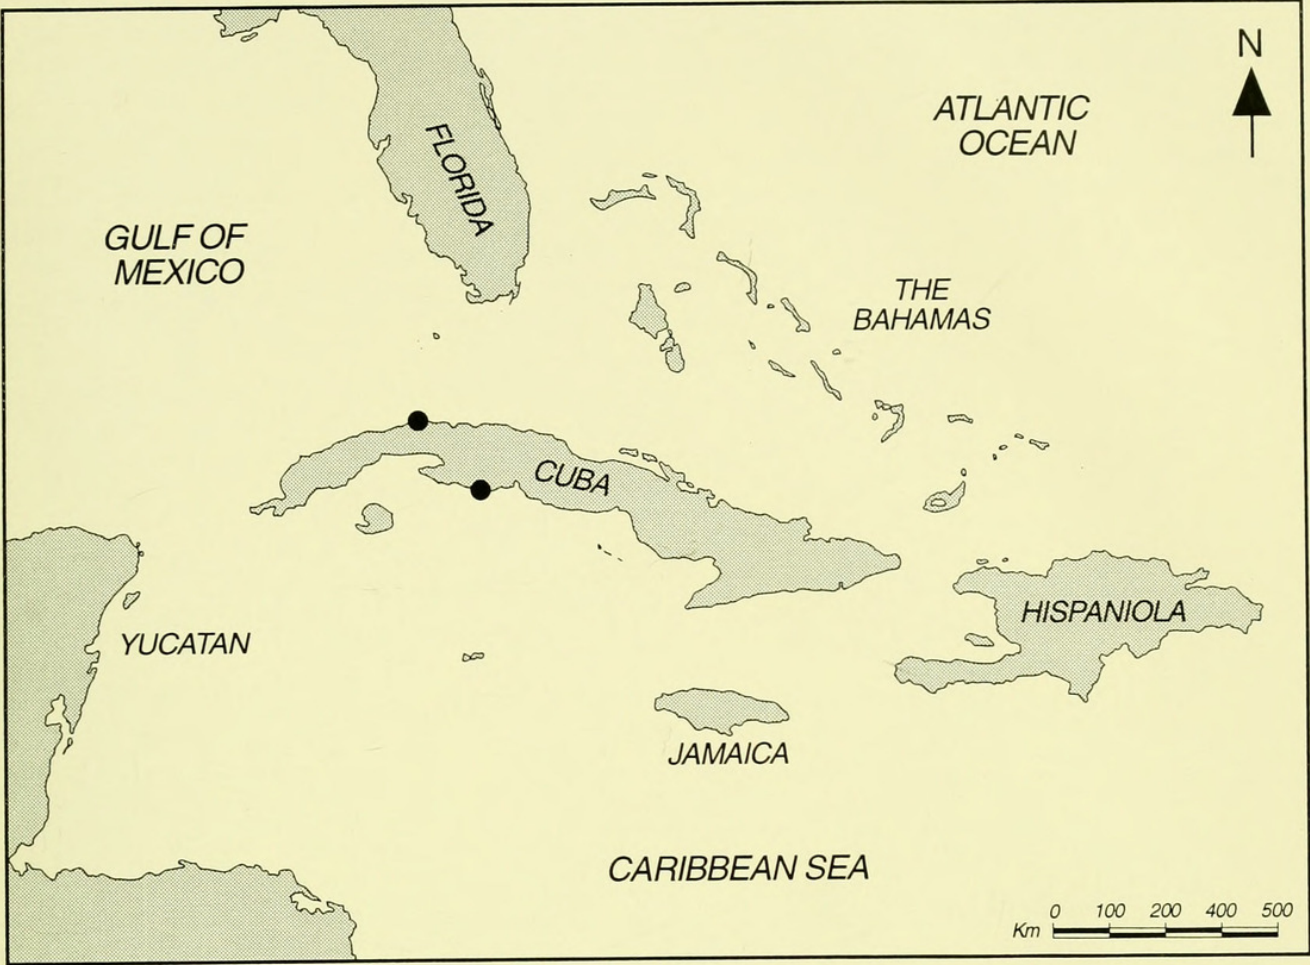 N
ATLANTIC
OCEAN
FLORIDA
GULF OF
MEXICO
THE
BAHAMAS
CUBA
HISPANIOLA
YUCATAN
JAMAICA
CARIBBEAN SEA
0 100 200 400 500
Km